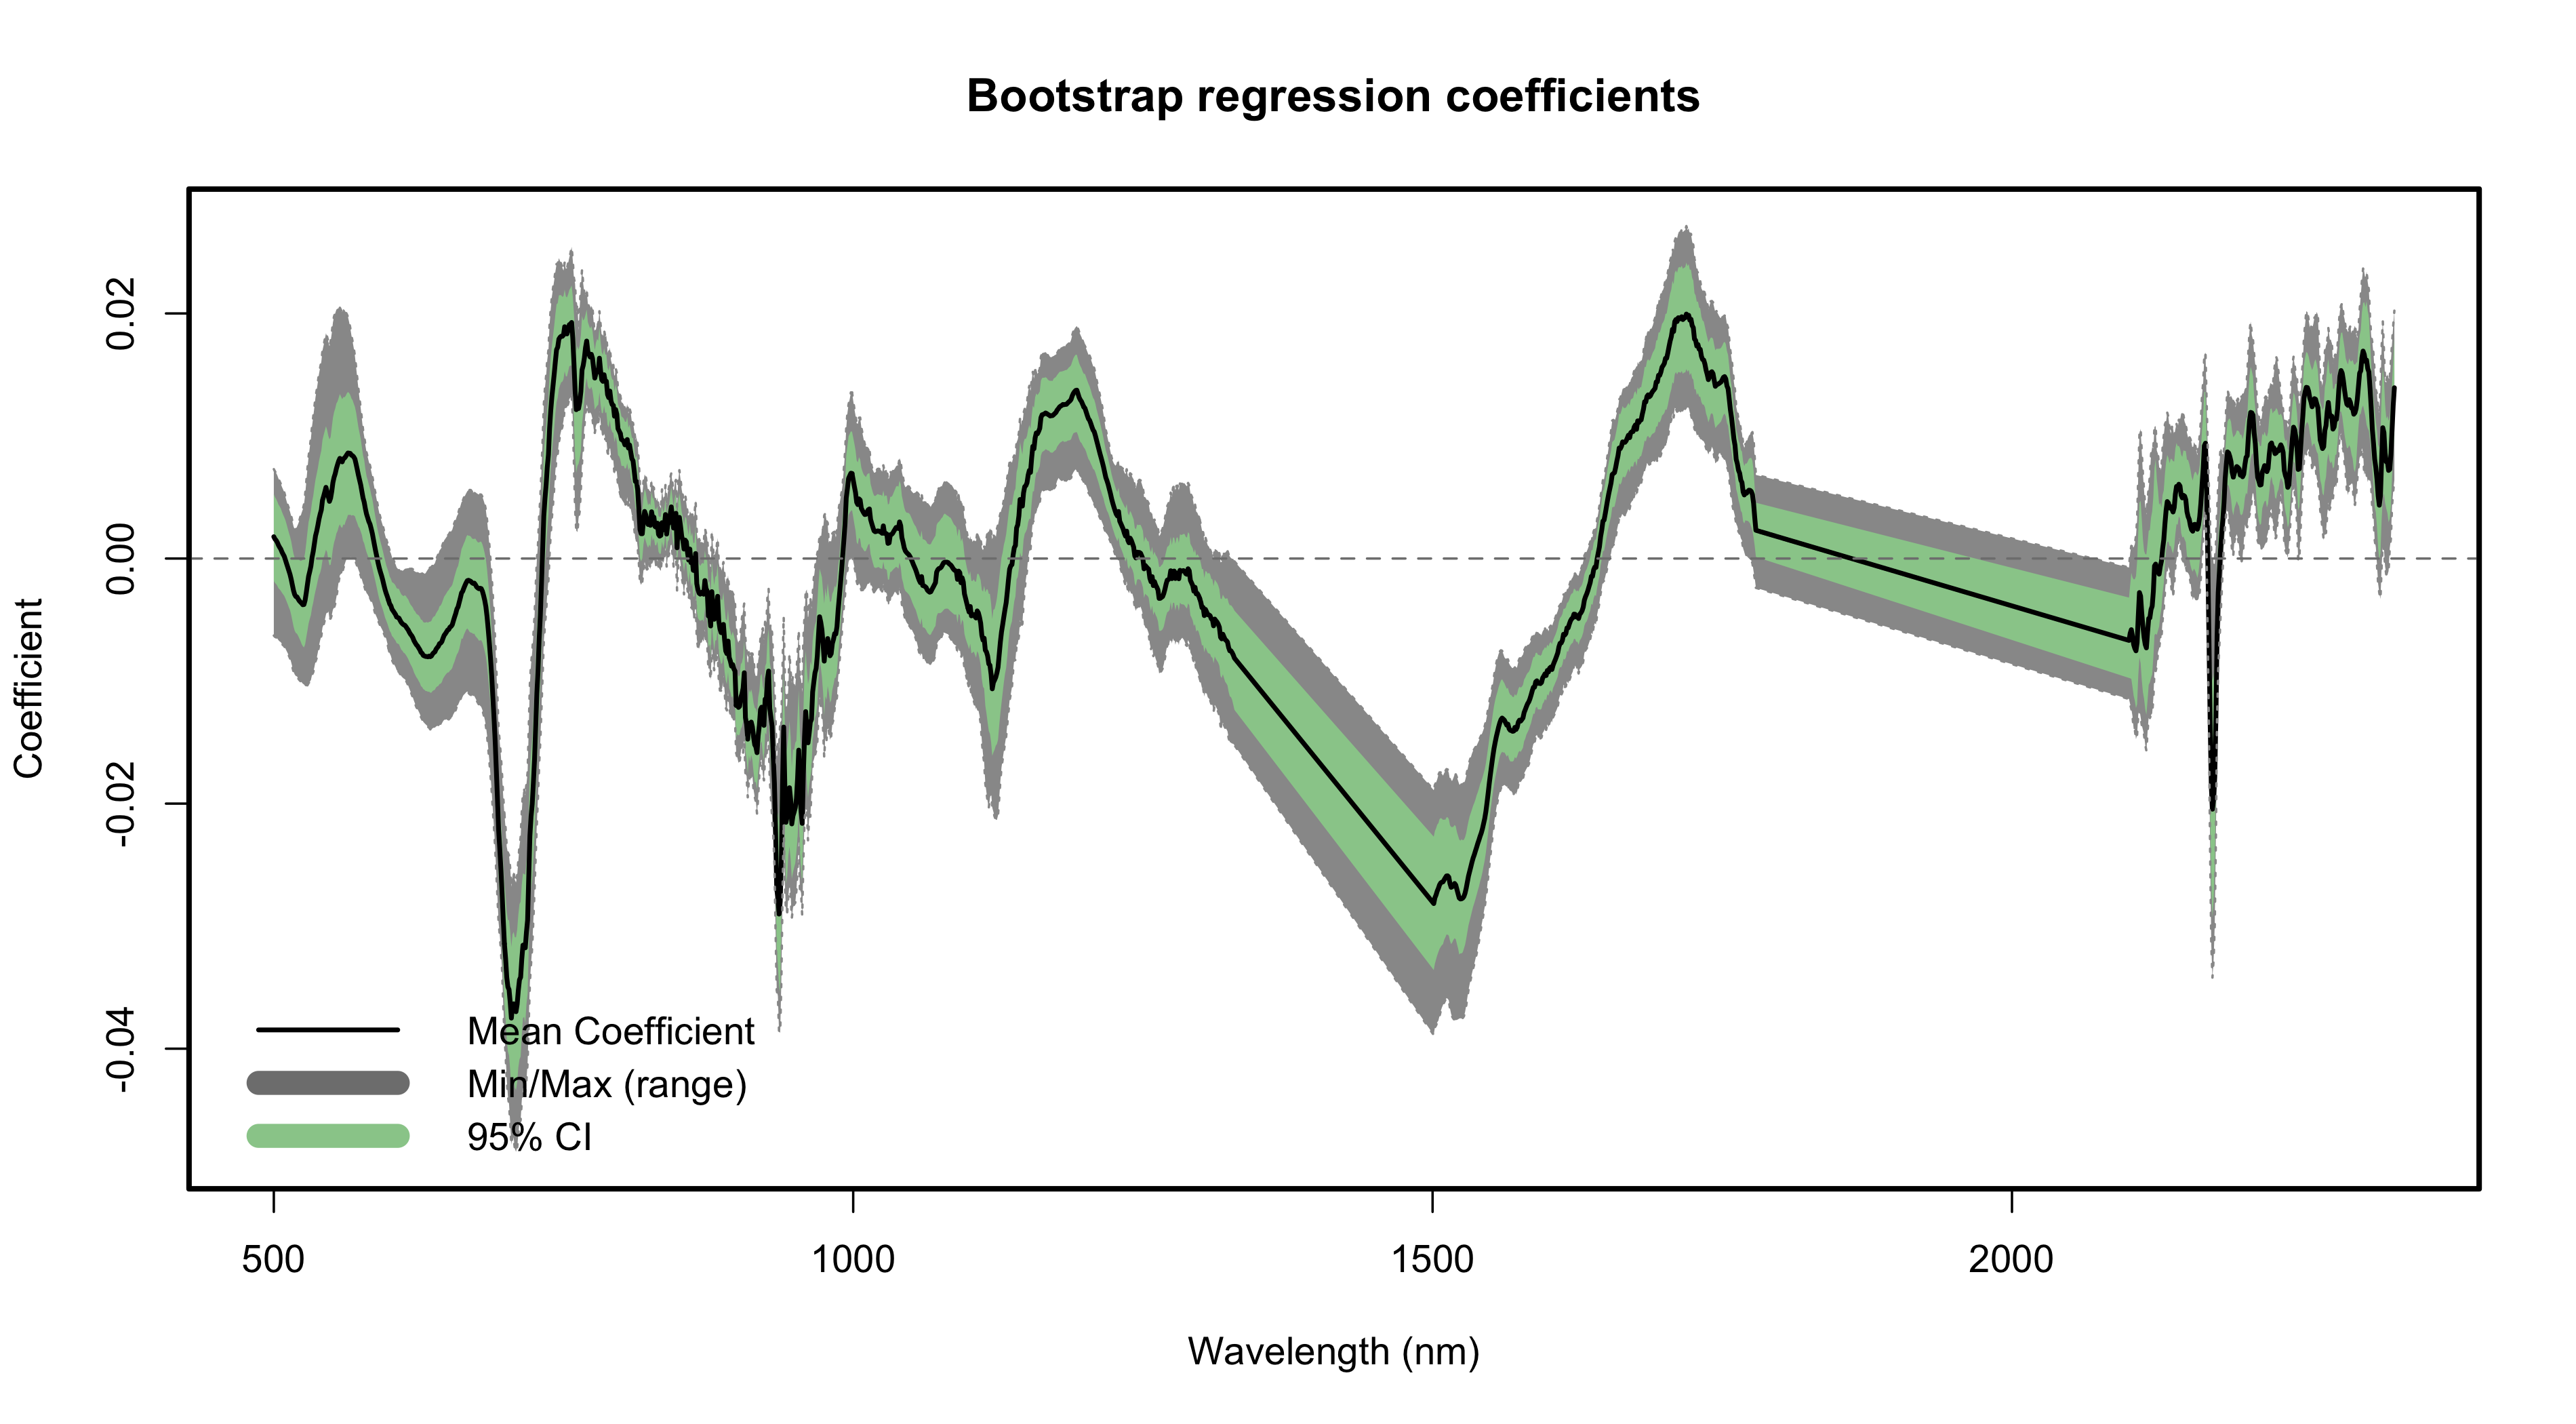 Bootstrap regression coefficients
Coefficient
0.02
0.00
-0.02
-0.04
Mean Coefficient
Min/Max (range)
95% CI
500 1000 1500 2000
Wavelength (nm)